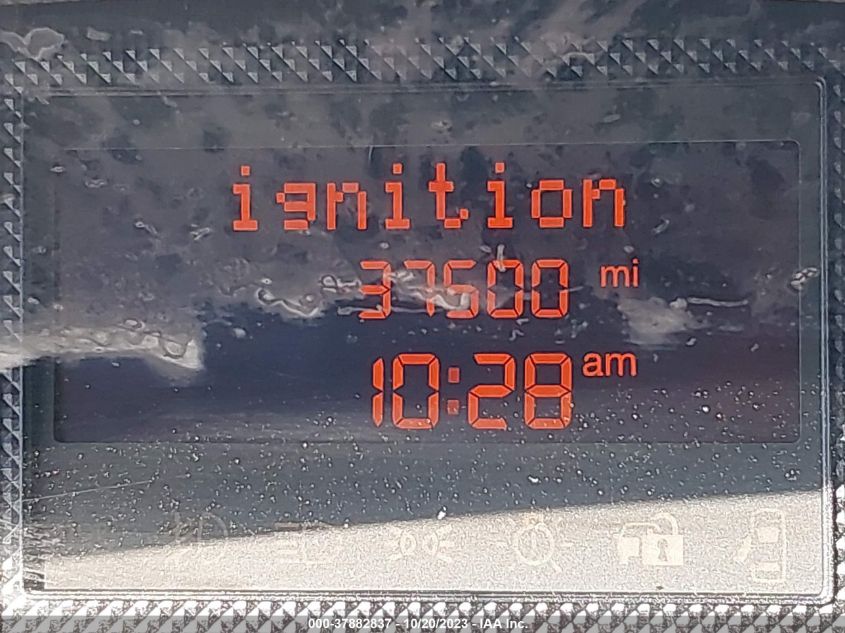 ignition
37500 mi
10:28 am
000-37882837 - 10/20/2023 - IAA Inc.